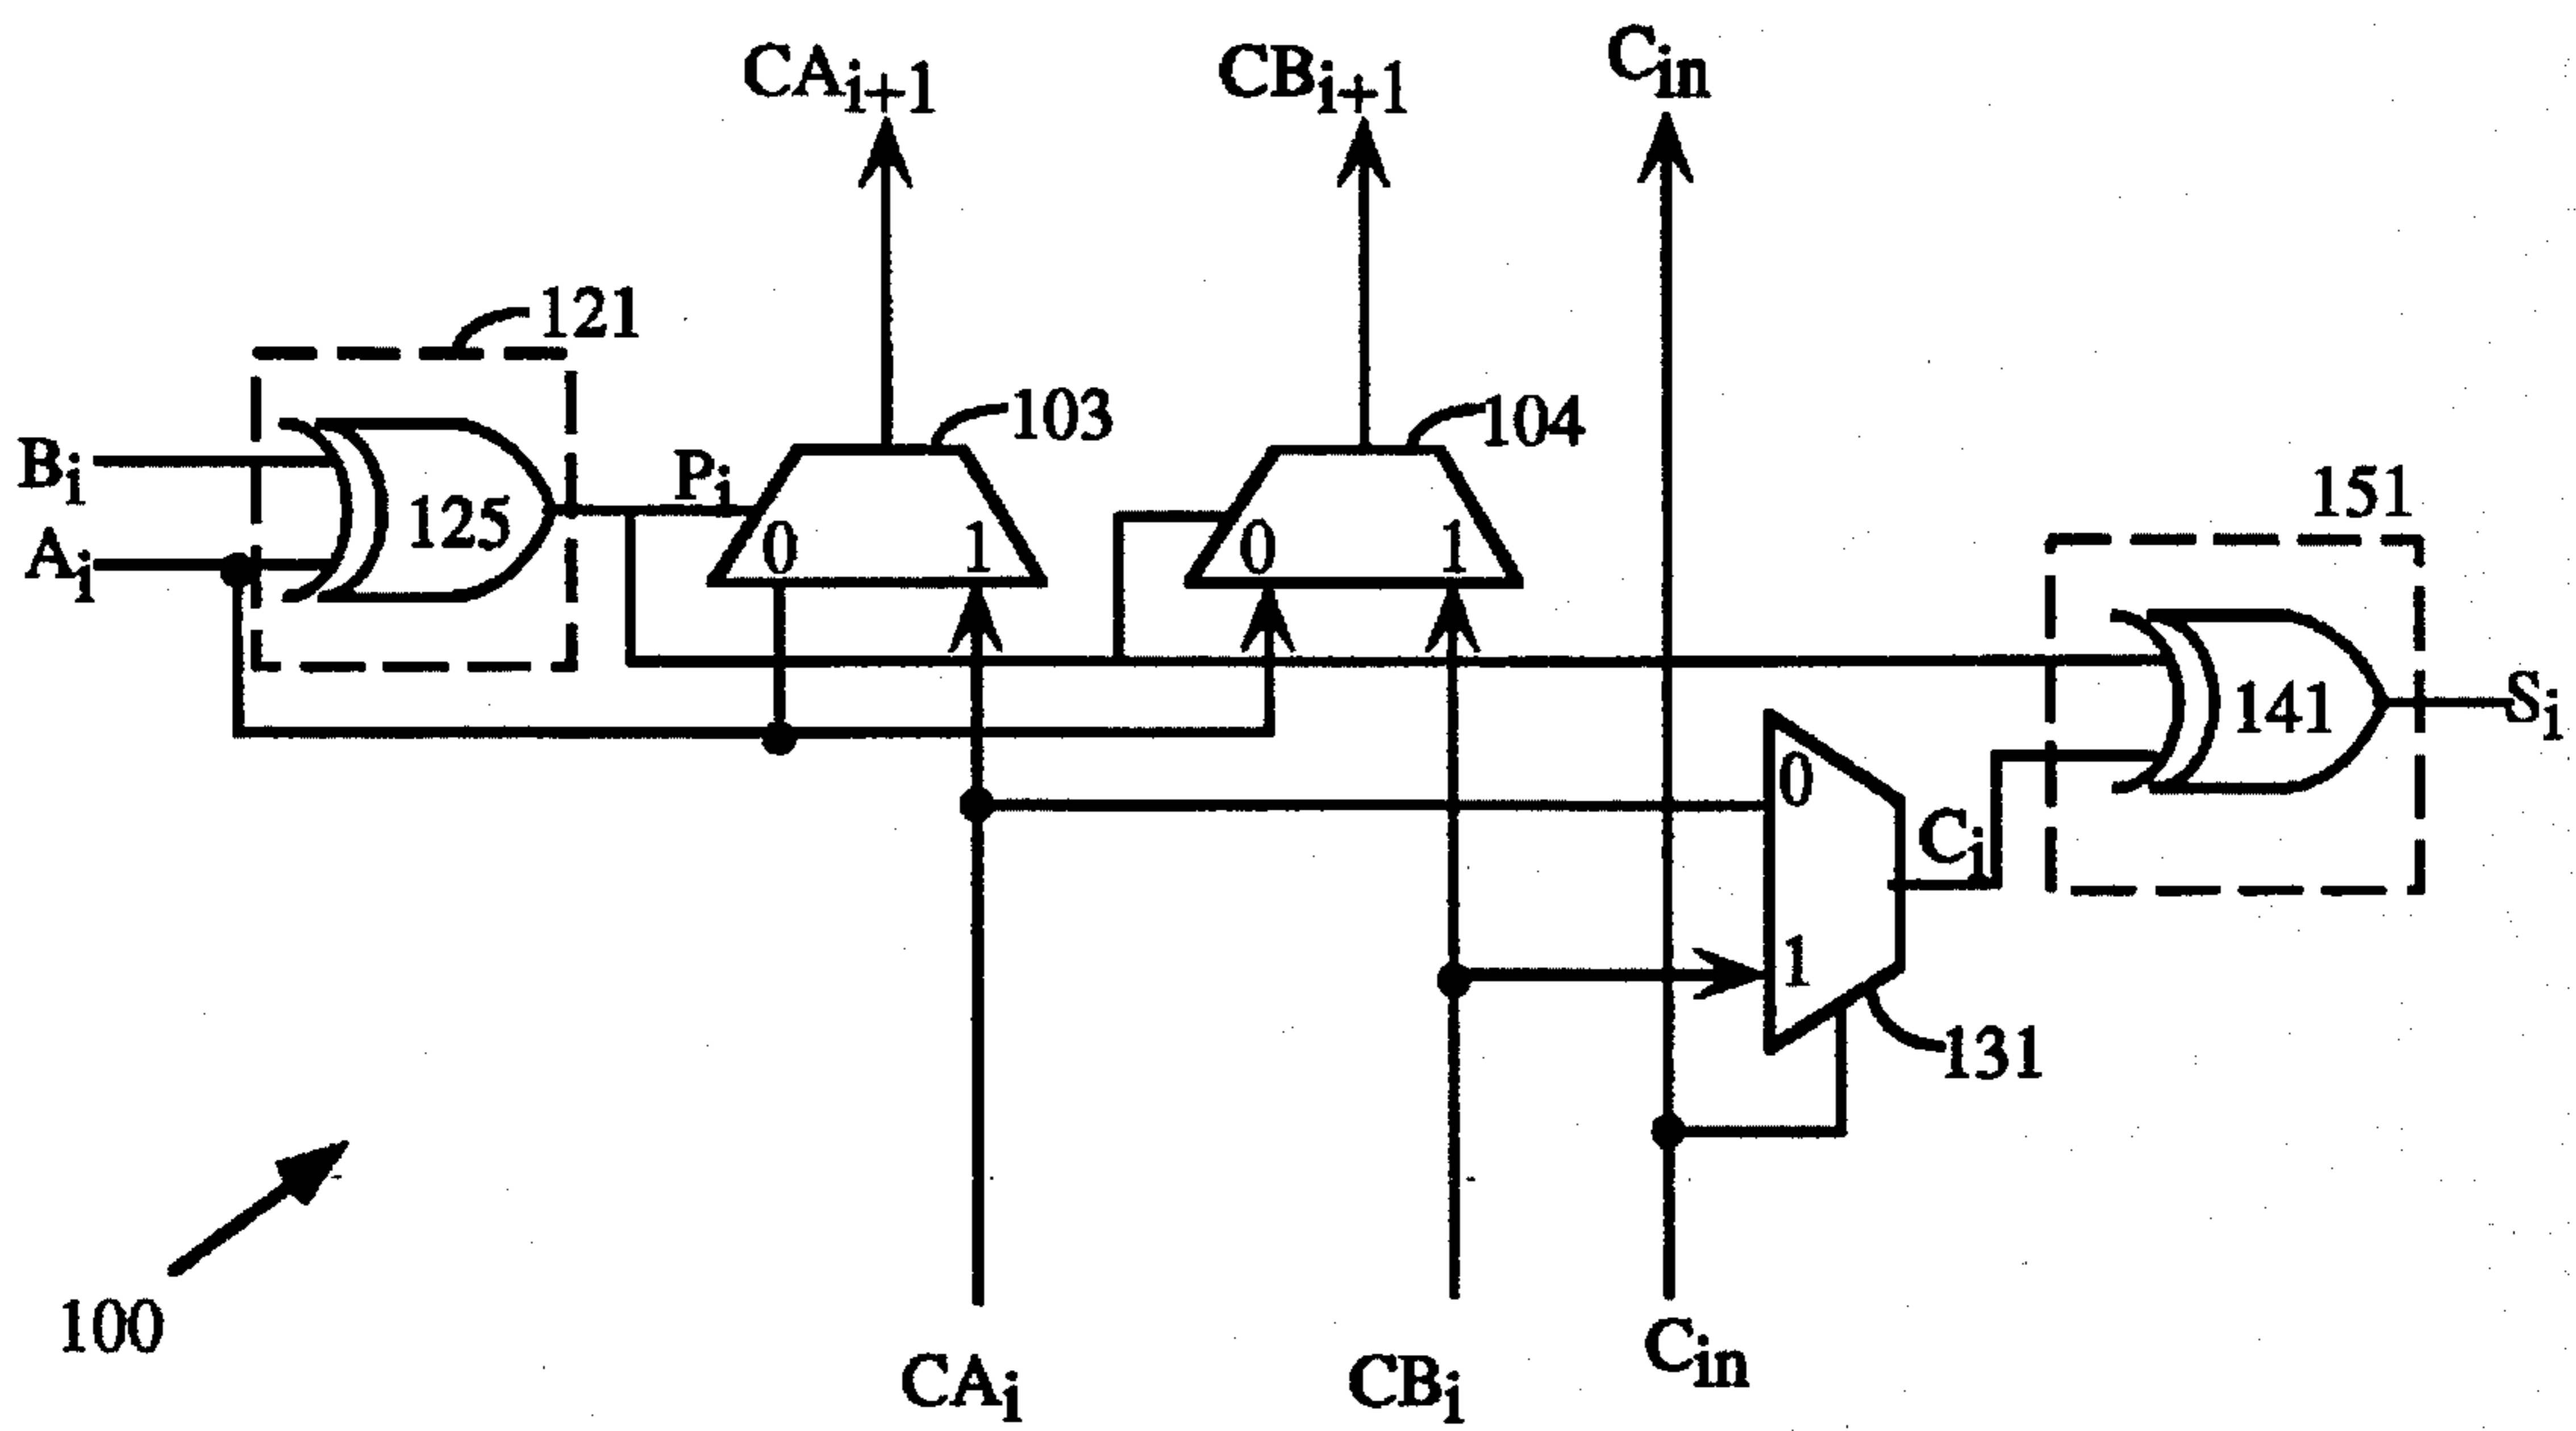 CAi+1 CBi+1 Cin
121
103 104
Bi 125 Pi 0 1 0 1 151
Ai
141 Si
0
Ci
1
131
100
CAi CBi Cin